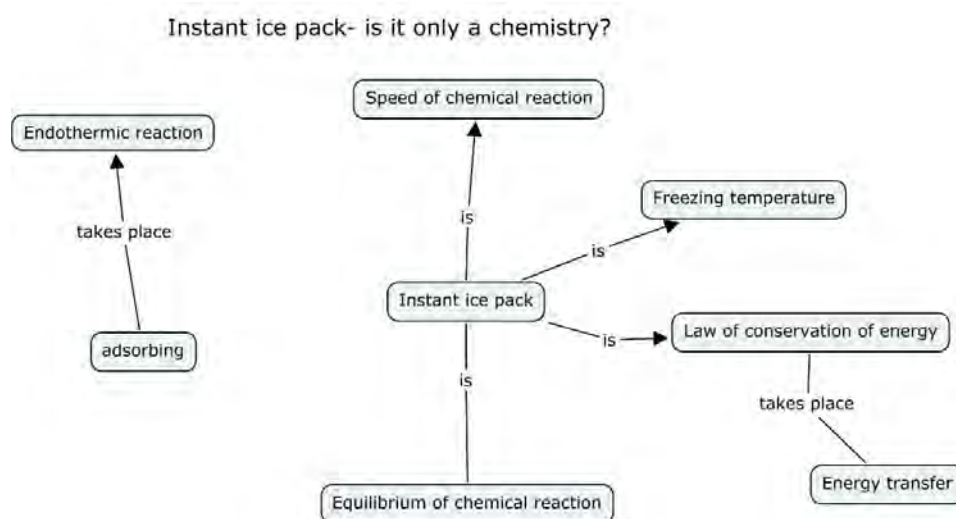 Instant ice pack- is it only a chemistry?
Speed of chemical reaction
Endothermic reaction
takes place
adsorbing
is
Freezing temperature
is
Instant ice pack
is
Law of conservation of energy
is
takes place
Energy transfer
Equilibrium of chemical reaction